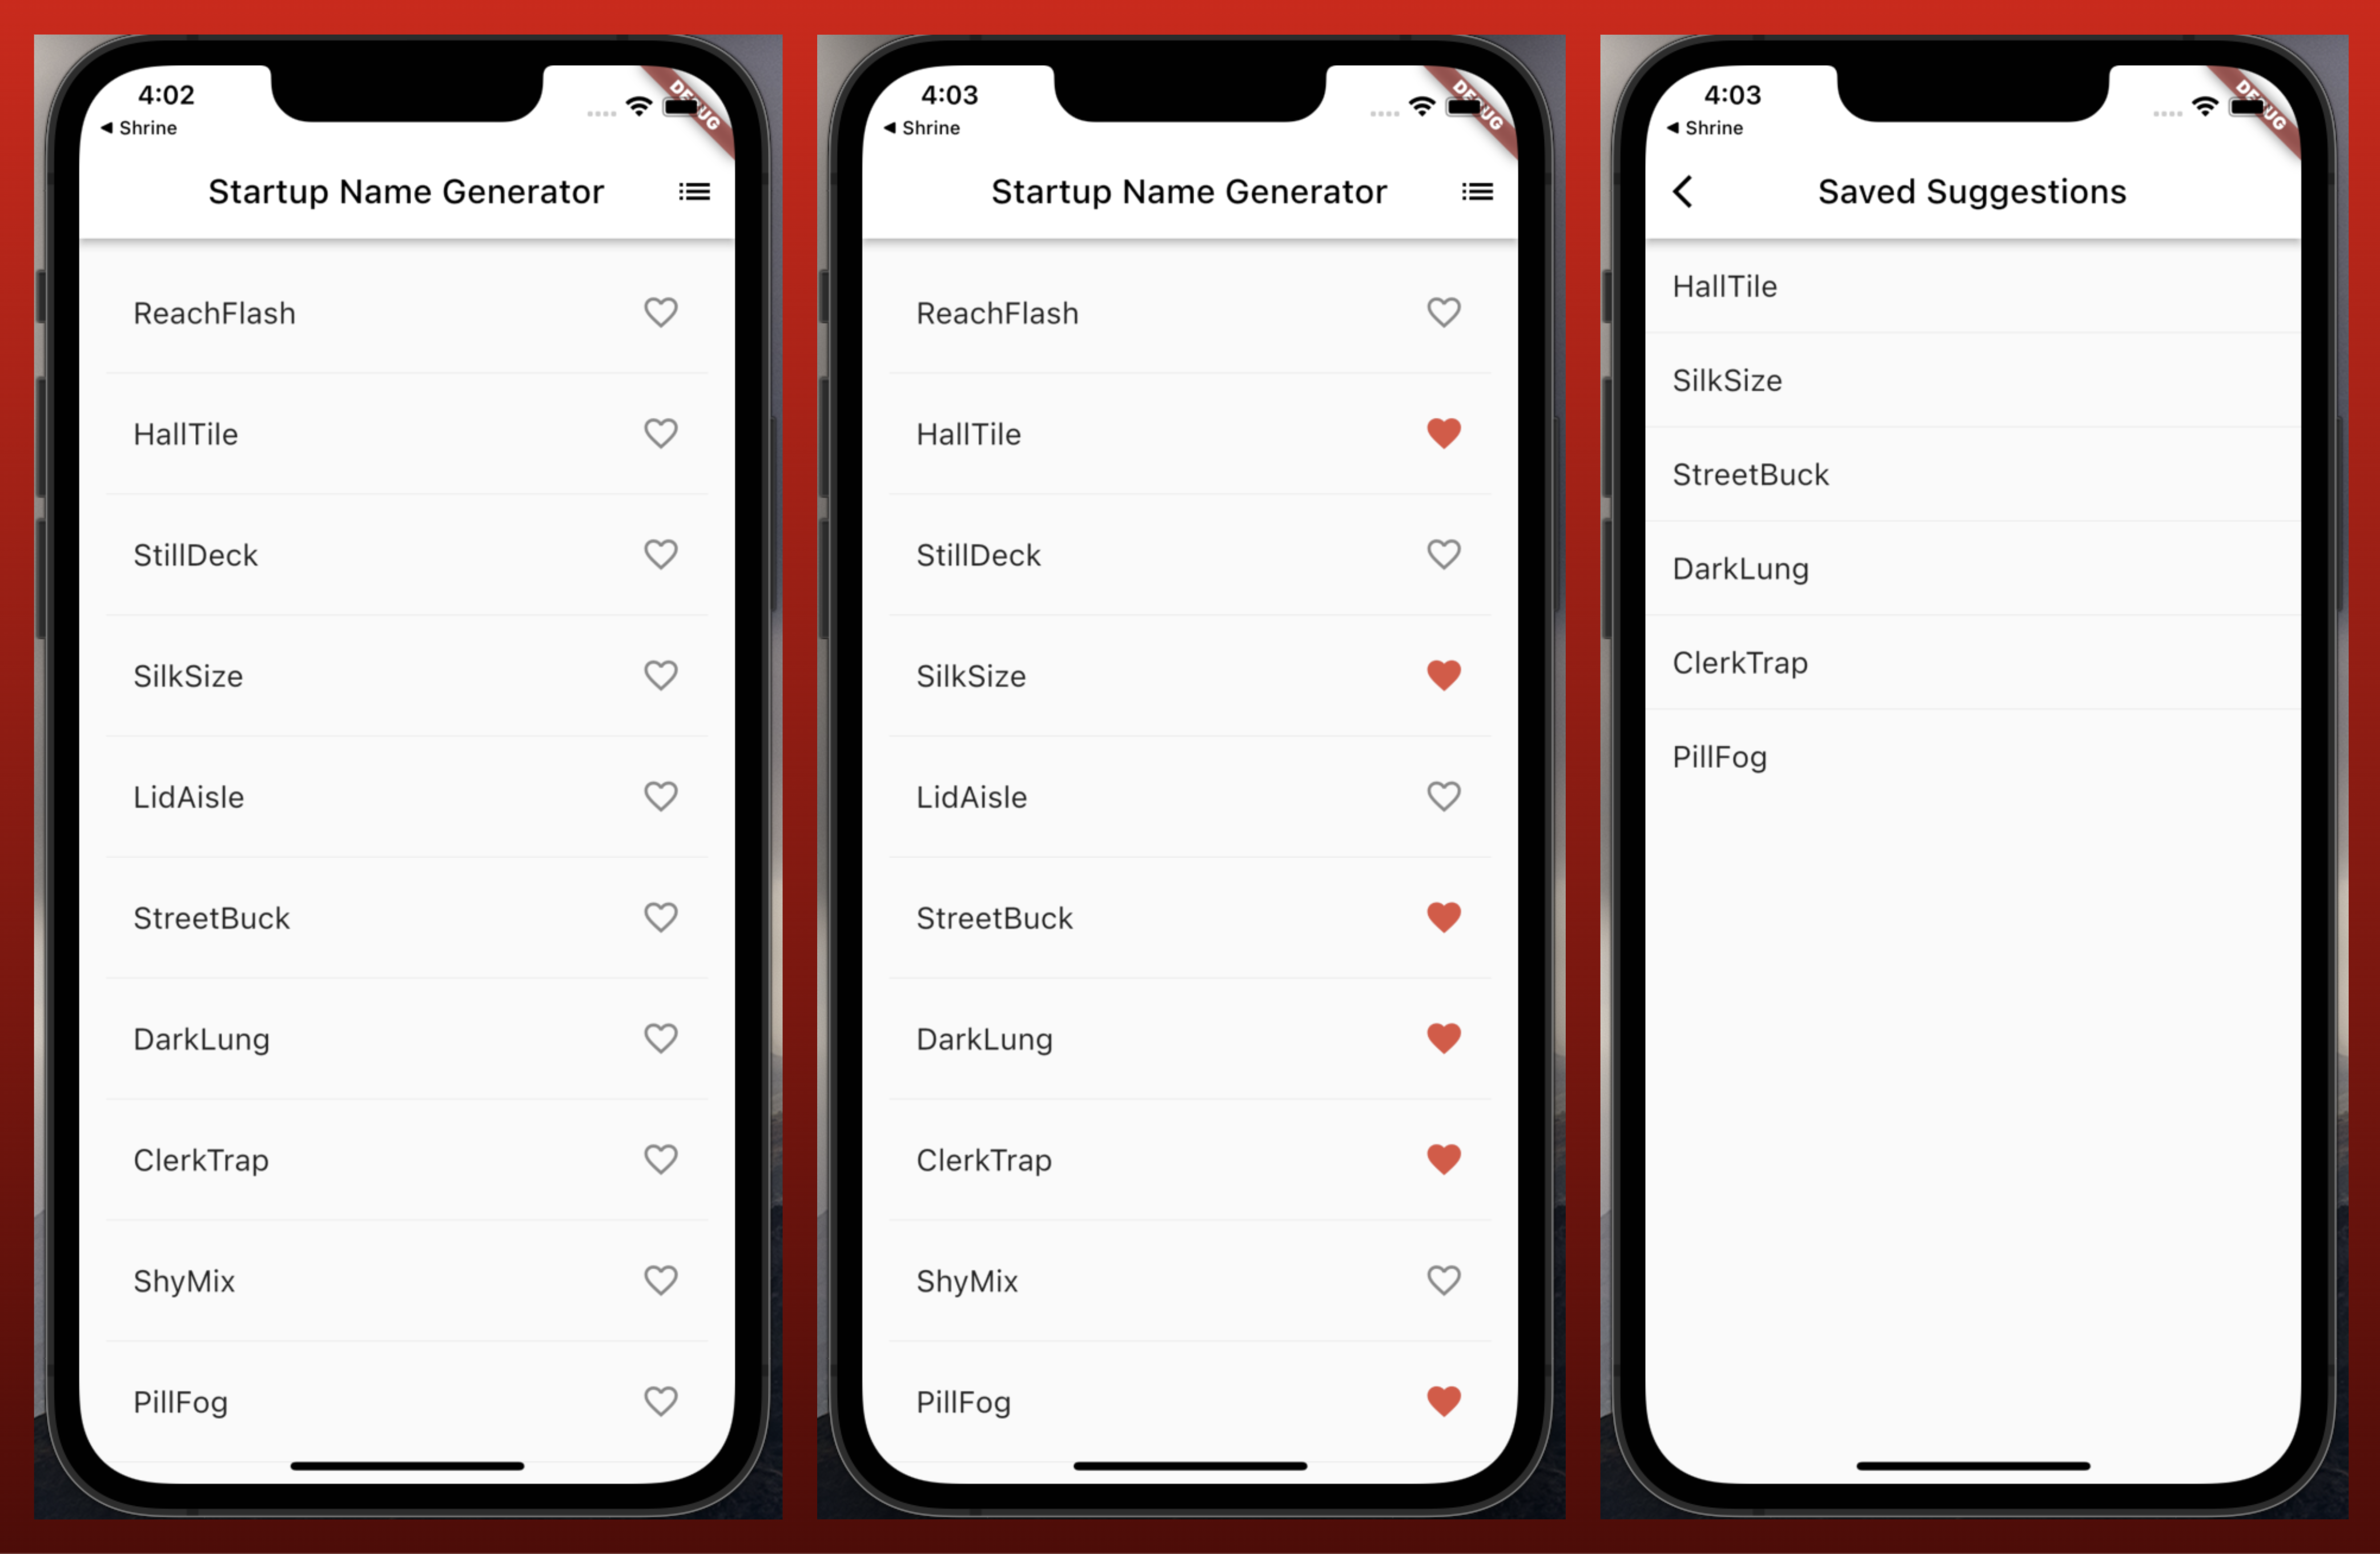 4:02
DEBUG
Shrine
Startup Name Generator
ReachFlash
HallTile
StillDeck
SilkSize
LidAisle
StreetBuck
DarkLung
ClerkTrap
ShyMix
PillFog
4:03
DEBUG
Shrine
Startup Name Generator
ReachFlash
HallTile
StillDeck
SilkSize
LidAisle
StreetBuck
DarkLung
ClerkTrap
ShyMix
PillFog
4:03
DEBUG
Shrine
Saved Suggestions
HallTile
SilkSize
StreetBuck
DarkLung
ClerkTrap
PillFog